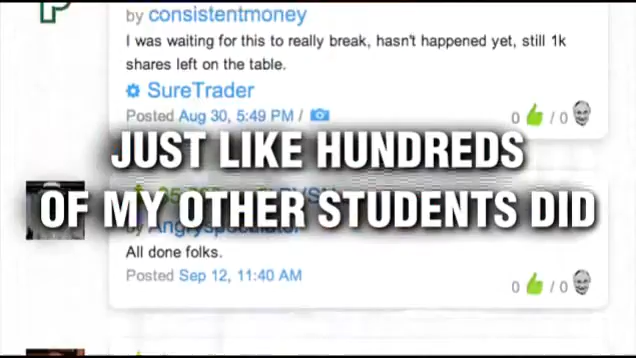 by consistentmoney
I was waiting for this to really break, hasn't happened yet, still 1k
shares left on the table.
SureTrader
Posted Aug 30, 5:49 PM /
0 / 0
JUST LIKE HUNDREDS
OF MY OTHER STUDENTS DID
by Angryspeculator
All done folks.
Posted Sep 12, 11:40 AM
0 / 0